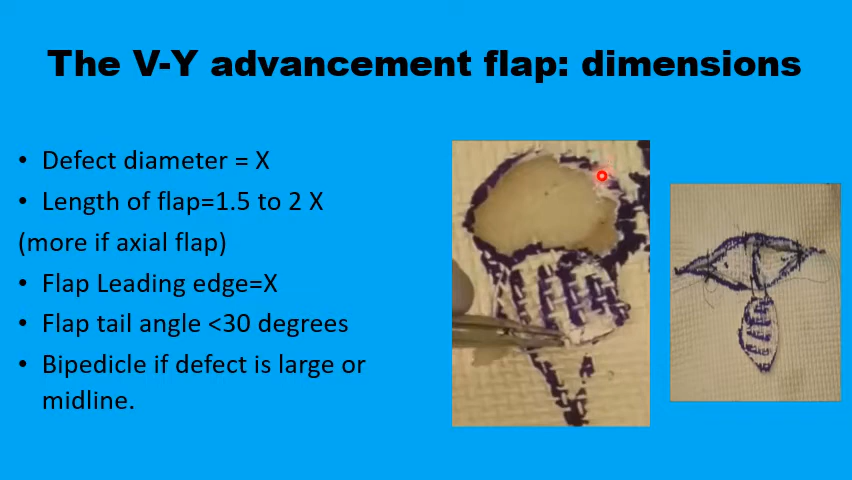 The V-Y advancement flap: dimensions
• Defect diameter = X
• Length of flap=1.5 to 2 X
(more if axial flap)
• Flap Leading edge=X
• Flap tail angle <30 degrees
• Bipedicle if defect is large or
midline.